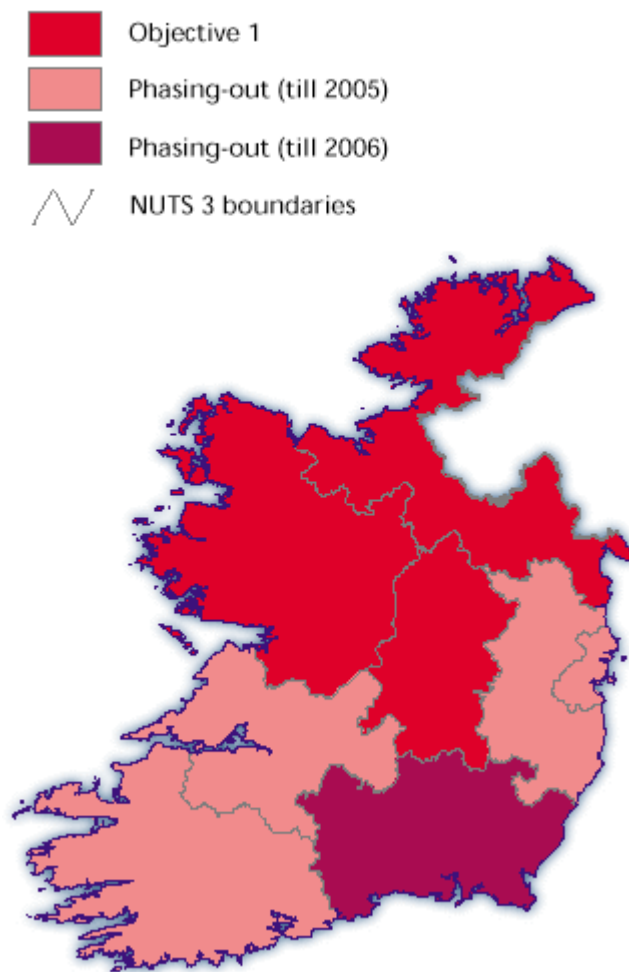 Objective 1
Phasing-out (till 2005)
Phasing-out (till 2006)
NUTS 3 boundaries